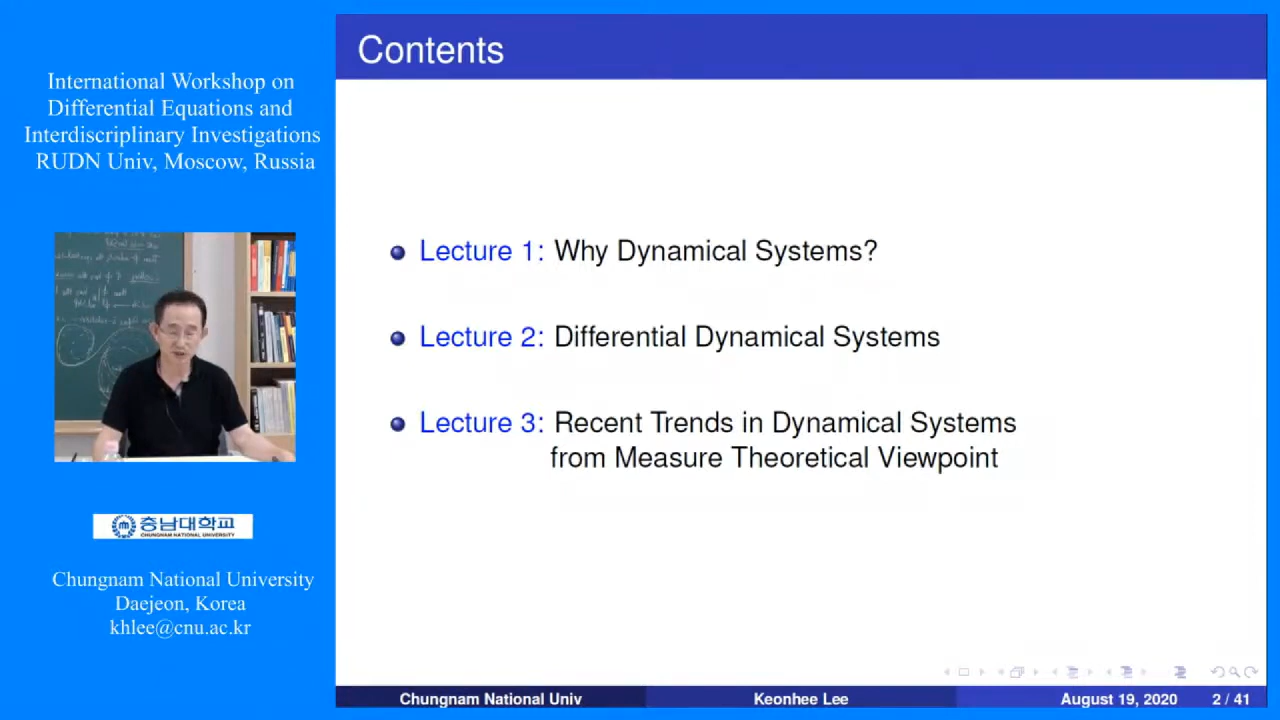 International Workshop on
Differential Equations and
Interdiscriplinary Investigations
RUDN Univ, Moscow, Russia
충남대학교
CHUNGNAM NATIONAL UNIVERSITY
Chungnam National University
Daejeon, Korea
khlee@cnu.ac.kr
Contents
Lecture 1: Why Dynamical Systems?
Lecture 2: Differential Dynamical Systems
Lecture 3: Recent Trends in Dynamical Systems
from Measure Theoretical Viewpoint
Chungnam National Univ
Keonhee Lee
August 19, 2020
2 / 41